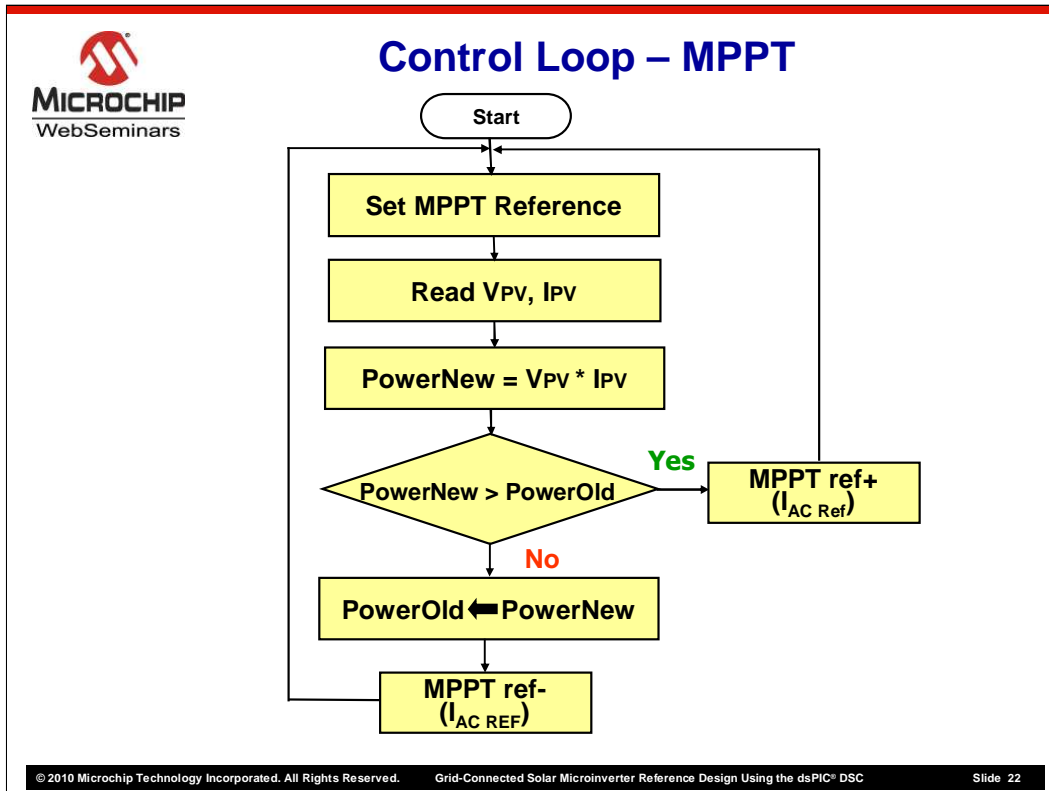 Control Loop – MPPT
MICROCHIP
WebSeminars
Start
Set MPPT Reference
Read VPV, IPV
PowerNew = VPV * IPV
PowerNew > PowerOld
Yes
MPPT ref+
(IAC Ref)
No
PowerOld⬅PowerNew
MPPT ref-
(IAC REF)
© 2010 Microchip Technology Incorporated. All Rights Reserved. Grid-Connected Solar Microinverter Reference Design Using the dsPIC® DSC Slide 22